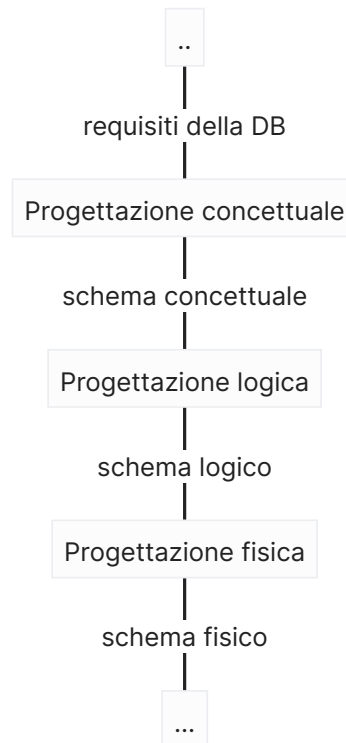 ..
requisiti della DB
Progettazione concettuale
schema concettuale
Progettazione logica
schema logico
Progettazione fisica
schema fisico
...